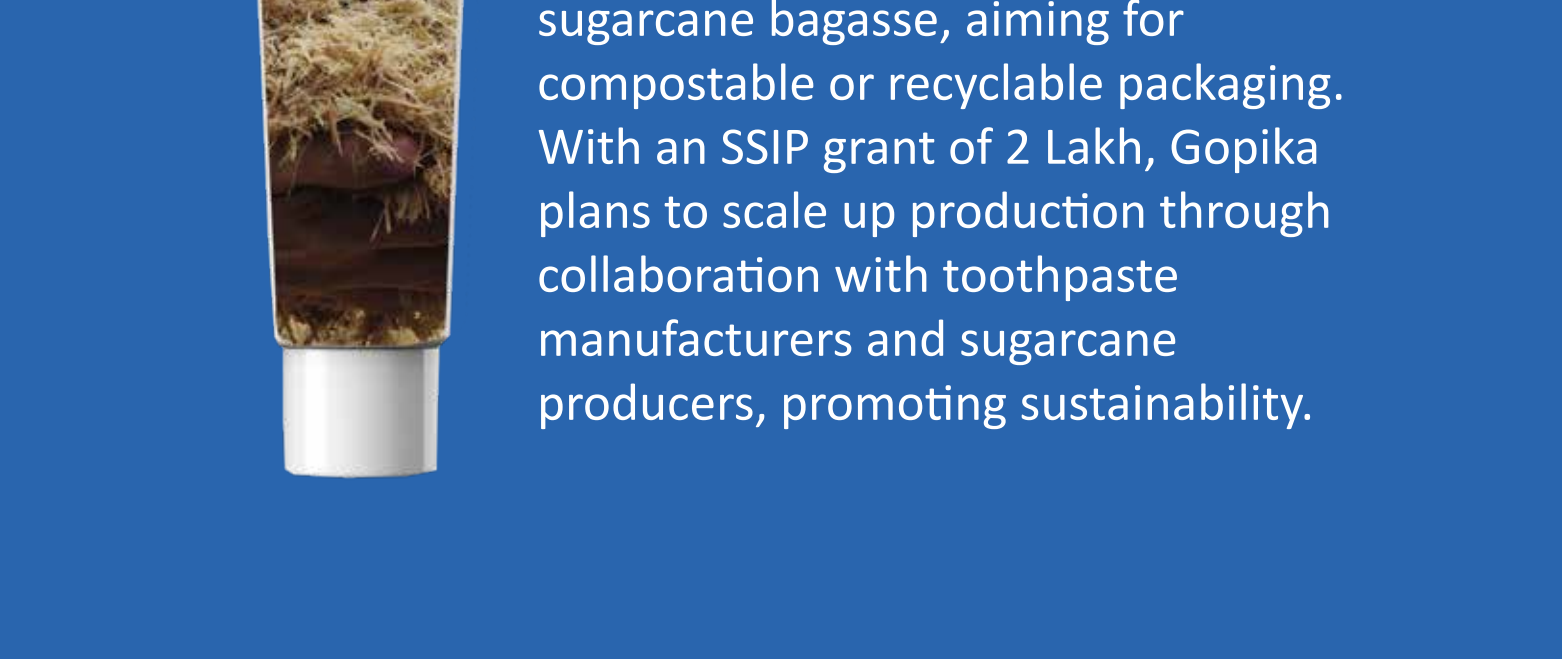 sugarcane bagasse, aiming for
compostable or recyclable packaging.
With an SSIP grant of 2 Lakh, Gopika
plans to scale up production through
collaboration with toothpaste
manufacturers and sugarcane
producers, promoting sustainability.